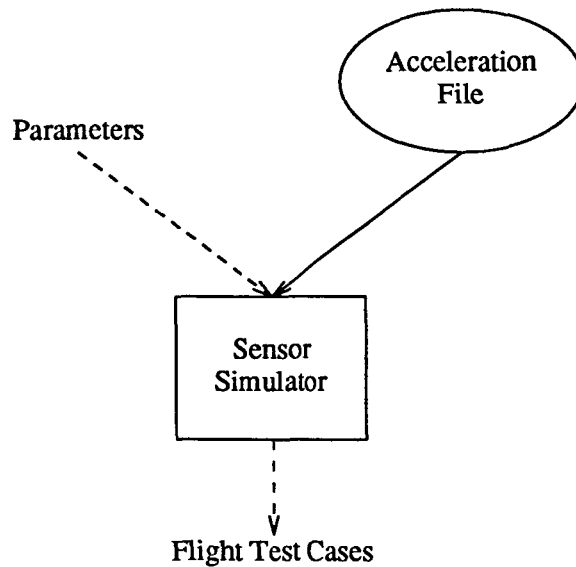 Acceleration
File
Parameters
Sensor
Simulator
Flight Test Cases